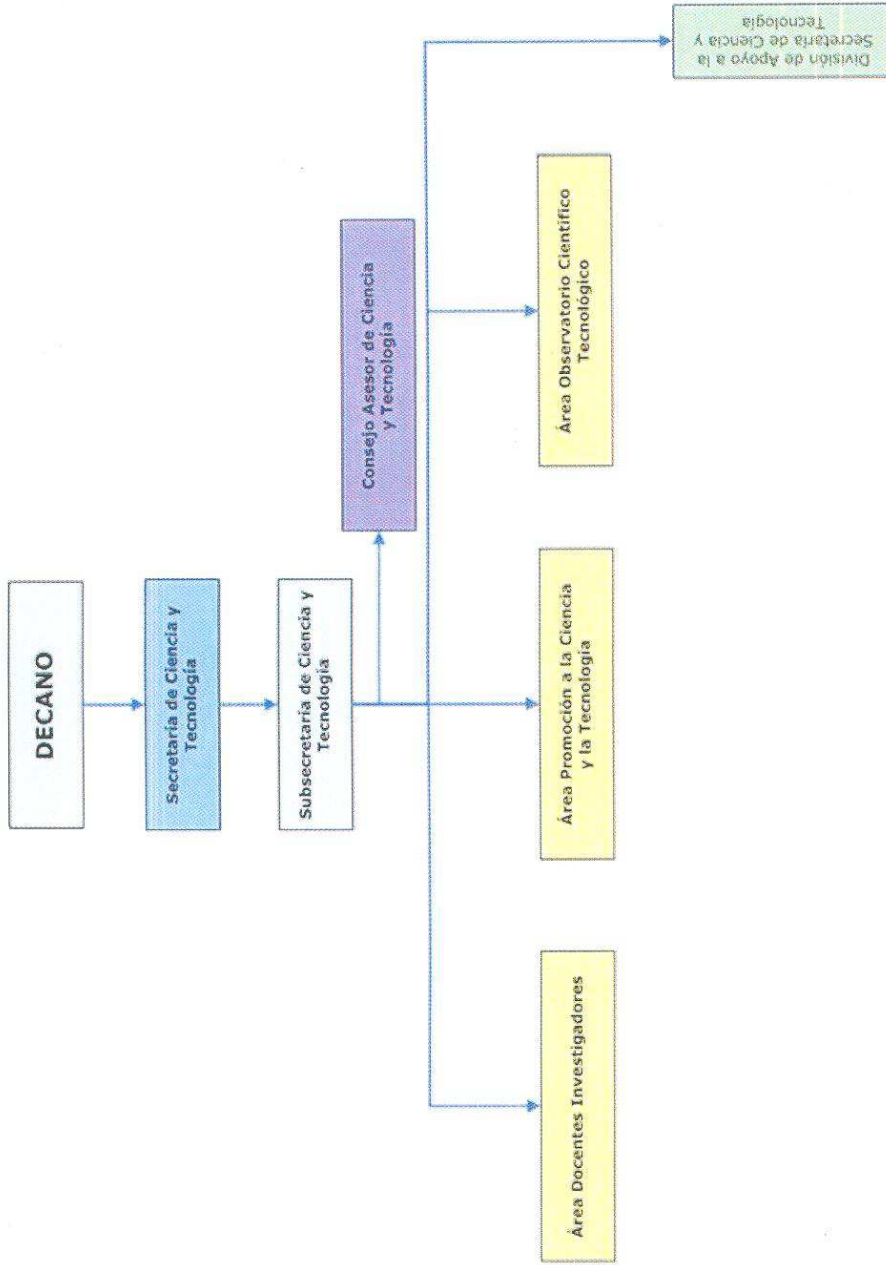 DECANO
Secretaría de Ciencia y
Tecnología
Subsecretaría de Ciencia y
Tecnología
Consejo Asesor de Ciencia
y Tecnología
Área Docentes Investigadores
Área Promoción a la Ciencia
y la Tecnología
Área Observatorio Científico
Tecnológico
División de Apoyo a la
Secretaría de Ciencia y
Tecnología